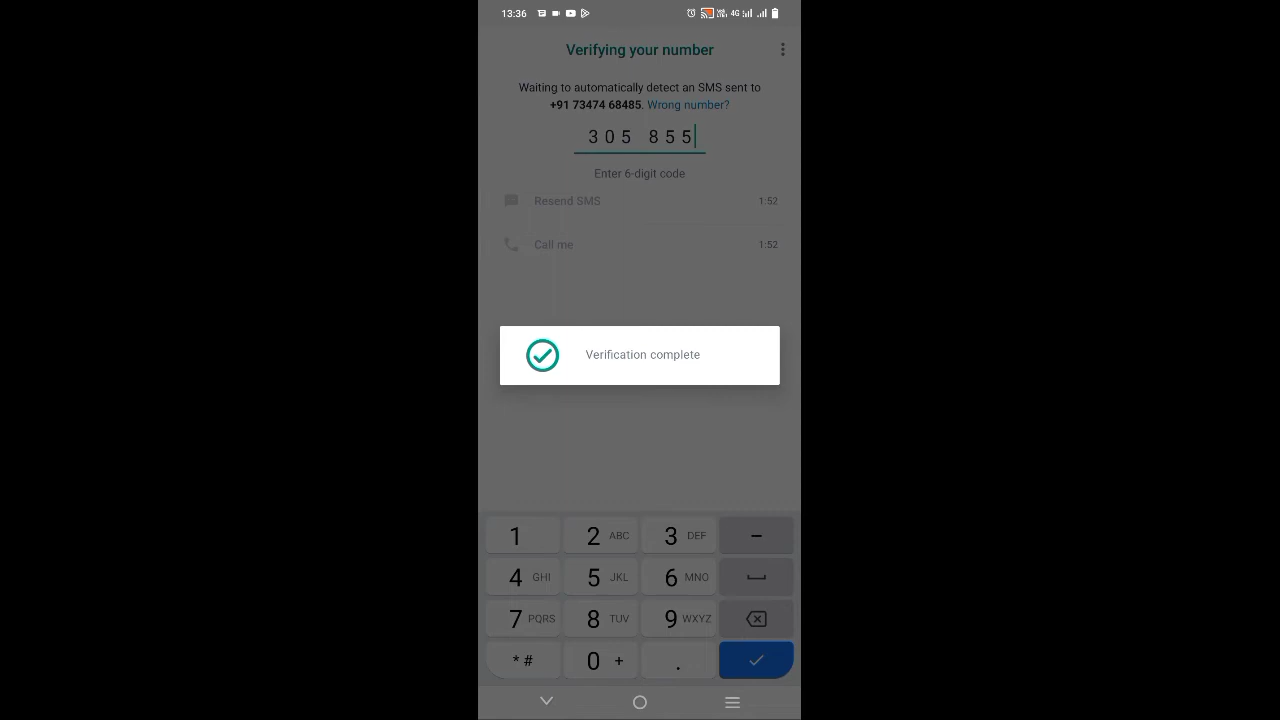 13:36 4G
Verifying your number
Waiting to automatically detect an SMS sent to
+91 73474 68485. Wrong number?
305 855
Enter 6-digit code
Resend SMS 1:52
Call me 1:52
Verification complete
1 2 ABC 3 DEF –
4 GHI 5 JKL 6 MNO
7 PQRS 8 TUV 9 WXYZ
* # 0 + .